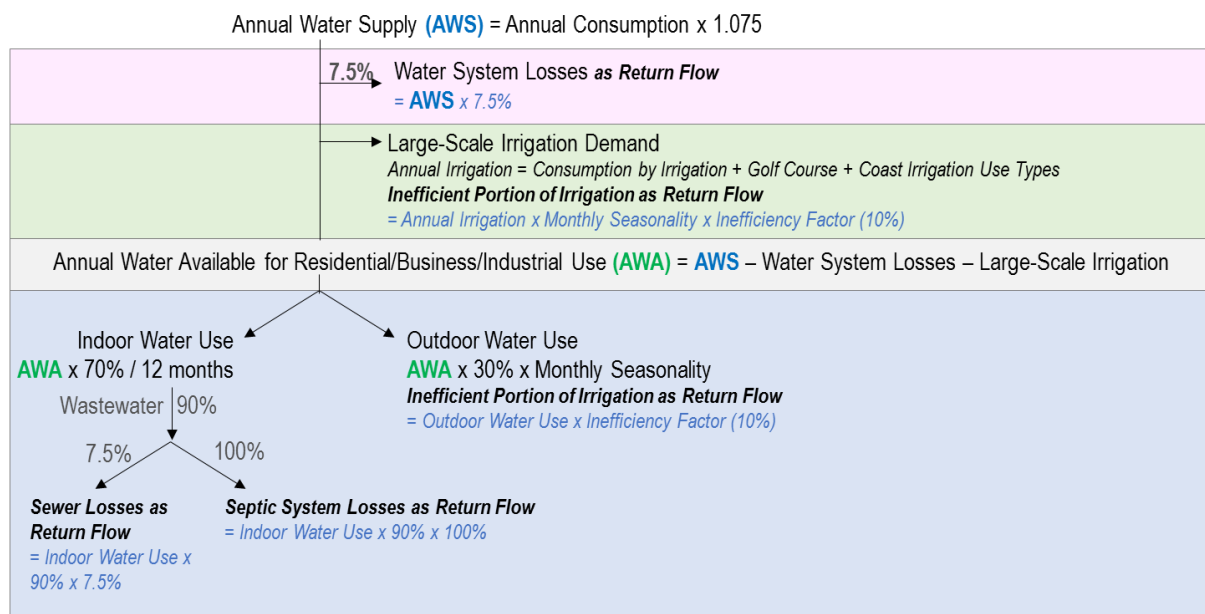 Annual Water Supply (AWS) = Annual Consumption x 1.075
7.5%
Water System Losses as Return Flow
= AWS x 7.5%
Large-Scale Irrigation Demand
Annual Irrigation = Consumption by Irrigation + Golf Course + Coast Irrigation Use Types
Inefficient Portion of Irrigation as Return Flow
= Annual Irrigation x Monthly Seasonality x Inefficiency Factor (10%)
Annual Water Available for Residential/Business/Industrial Use (AWA) = AWS – Water System Losses – Large-Scale Irrigation
Indoor Water Use
AWA x 70% / 12 months
Outdoor Water Use
AWA x 30% x Monthly Seasonality
Inefficient Portion of Irrigation as Return Flow
= Outdoor Water Use x Inefficiency Factor (10%)
Wastewater 90%
7.5%
100%
Sewer Losses as
Return Flow
= Indoor Water Use x
90% x 7.5%
Septic System Losses as Return Flow
= Indoor Water Use x 90% x 100%